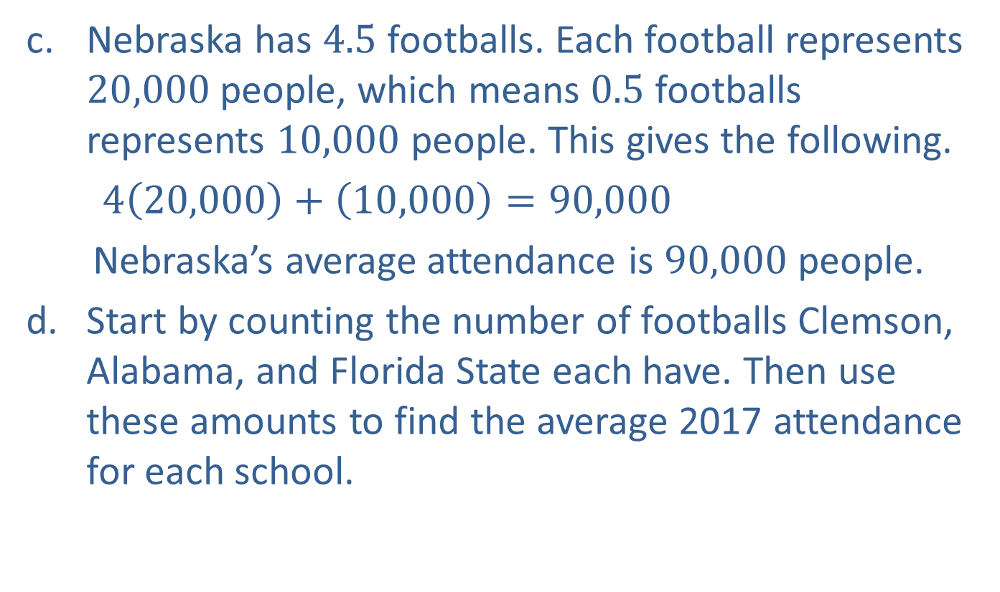 c. Nebraska has 4.5 footballs. Each football represents
20,000 people, which means 0.5 footballs
represents 10,000 people. This gives the following.
4(20,000) + (10,000) = 90,000
Nebraska’s average attendance is 90,000 people.
d. Start by counting the number of footballs Clemson,
Alabama, and Florida State each have. Then use
these amounts to find the average 2017 attendance
for each school.